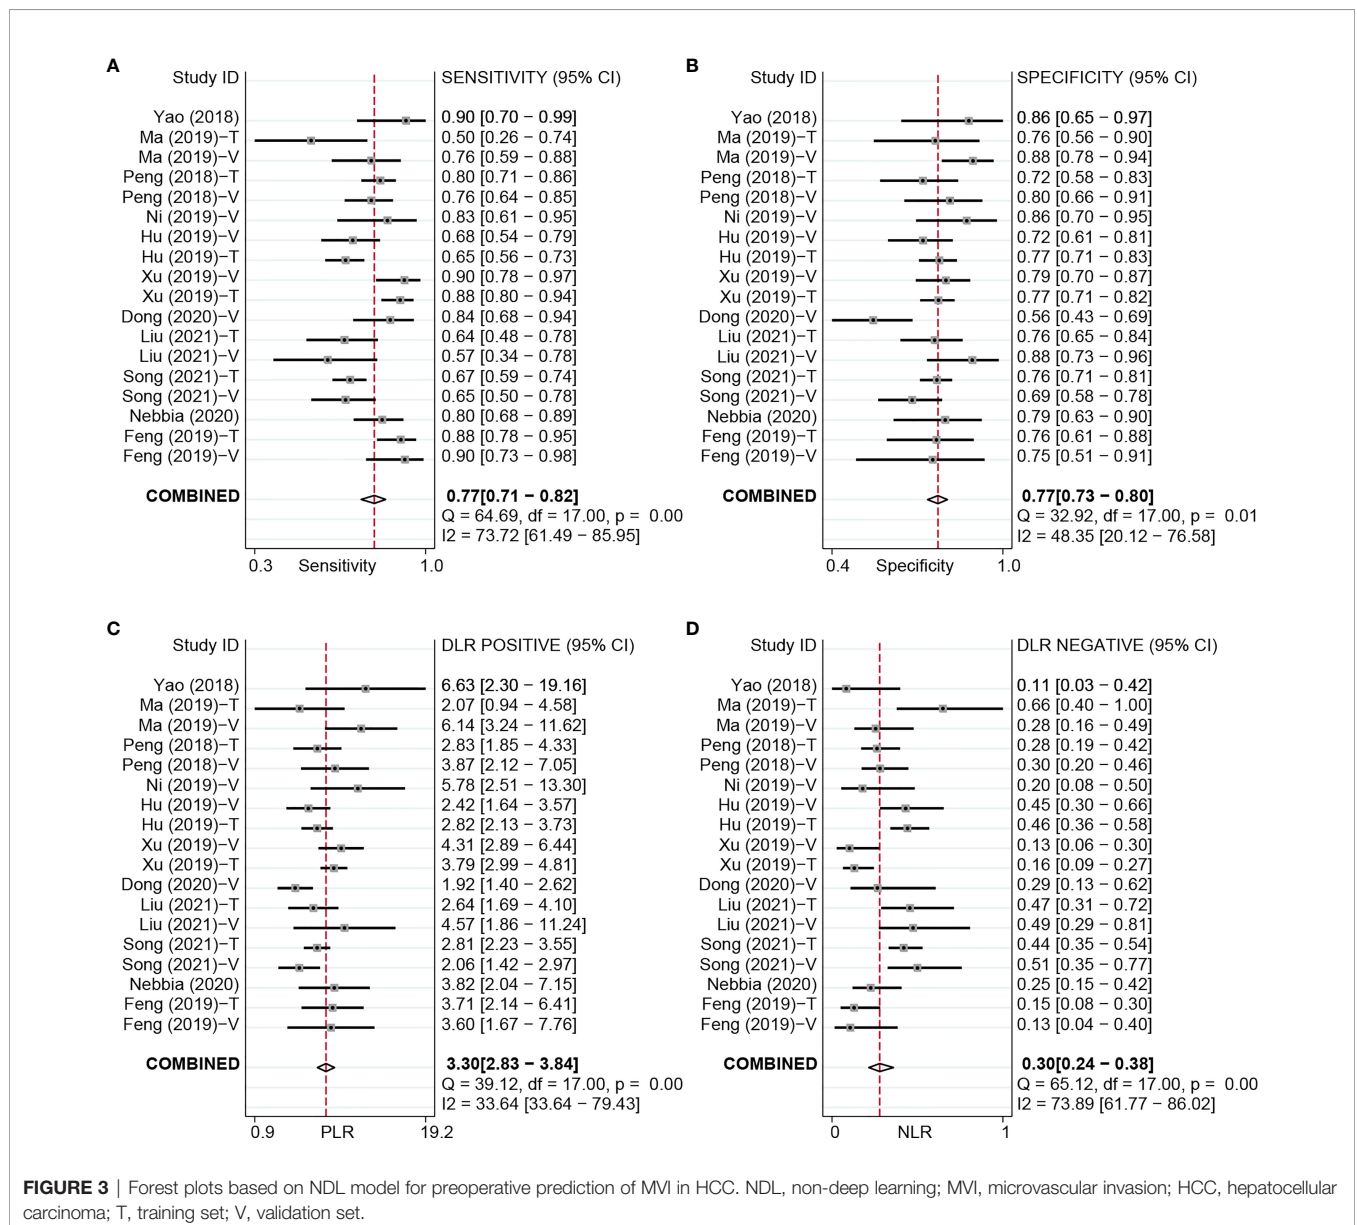 A
Study ID SENSITIVITY (95% CI)
Yao (2018) 0.90 [0.70 − 0.99]
Ma (2019)−T 0.50 [0.26 − 0.74]
Ma (2019)−V 0.76 [0.59 − 0.88]
Peng (2018)−T 0.80 [0.71 − 0.86]
Peng (2018)−V 0.76 [0.64 − 0.85]
Ni (2019)−V 0.83 [0.61 − 0.95]
Hu (2019)−V 0.68 [0.54 − 0.79]
Hu (2019)−T 0.65 [0.56 − 0.73]
Xu (2019)−V 0.90 [0.78 − 0.97]
Xu (2019)−T 0.88 [0.80 − 0.94]
Dong (2020)−V 0.84 [0.68 − 0.94]
Liu (2021)−T 0.64 [0.48 − 0.78]
Liu (2021)−V 0.57 [0.34 − 0.78]
Song (2021)−T 0.67 [0.59 − 0.74]
Song (2021)−V 0.65 [0.50 − 0.78]
Nebbia (2020) 0.80 [0.68 − 0.89]
Feng (2019)−T 0.88 [0.78 − 0.95]
Feng (2019)−V 0.90 [0.73 − 0.98]
COMBINED 0.77[0.71 − 0.82]
Q = 64.69, df = 17.00, p = 0.00
I2 = 73.72 [61.49 − 85.95]
0.3 Sensitivity 1.0
B
Study ID SPECIFICITY (95% CI)
Yao (2018) 0.86 [0.65 − 0.97]
Ma (2019)−T 0.76 [0.56 − 0.90]
Ma (2019)−V 0.88 [0.78 − 0.94]
Peng (2018)−T 0.72 [0.58 − 0.83]
Peng (2018)−V 0.80 [0.66 − 0.91]
Ni (2019)−V 0.86 [0.70 − 0.95]
Hu (2019)−V 0.72 [0.61 − 0.81]
Hu (2019)−T 0.77 [0.71 − 0.83]
Xu (2019)−V 0.79 [0.70 − 0.87]
Xu (2019)−T 0.77 [0.71 − 0.82]
Dong (2020)−V 0.56 [0.43 − 0.69]
Liu (2021)−T 0.76 [0.65 − 0.84]
Liu (2021)−V 0.88 [0.73 − 0.96]
Song (2021)−T 0.76 [0.71 − 0.81]
Song (2021)−V 0.69 [0.58 − 0.78]
Nebbia (2020) 0.79 [0.63 − 0.90]
Feng (2019)−T 0.76 [0.61 − 0.88]
Feng (2019)−V 0.75 [0.51 − 0.91]
COMBINED 0.77[0.73 − 0.80]
Q = 32.92, df = 17.00, p = 0.01
I2 = 48.35 [20.12 − 76.58]
0.4 Specificity 1.0
C
Study ID DLR POSITIVE (95% CI)
Yao (2018) 6.63 [2.30 − 19.16]
Ma (2019)−T 2.07 [0.94 − 4.58]
Ma (2019)−V 6.14 [3.24 − 11.62]
Peng (2018)−T 2.83 [1.85 − 4.33]
Peng (2018)−V 3.87 [2.12 − 7.05]
Ni (2019)−V 5.78 [2.51 − 13.30]
Hu (2019)−V 2.42 [1.64 − 3.57]
Hu (2019)−T 2.82 [2.13 − 3.73]
Xu (2019)−V 4.31 [2.89 − 6.44]
Xu (2019)−T 3.79 [2.99 − 4.81]
Dong (2020)−V 1.92 [1.40 − 2.62]
Liu (2021)−T 2.64 [1.69 − 4.10]
Liu (2021)−V 4.57 [1.86 − 11.24]
Song (2021)−T 2.81 [2.23 − 3.55]
Song (2021)−V 2.06 [1.42 − 2.97]
Nebbia (2020) 3.82 [2.04 − 7.15]
Feng (2019)−T 3.71 [2.14 − 6.41]
Feng (2019)−V 3.60 [1.67 − 7.76]
COMBINED 3.30[2.83 − 3.84]
Q = 39.12, df = 17.00, p = 0.00
I2 = 33.64 [33.64 − 79.43]
0.9 PLR 19.2
D
Study ID DLR NEGATIVE (95% CI)
Yao (2018) 0.11 [0.03 − 0.42]
Ma (2019)−T 0.66 [0.40 − 1.00]
Ma (2019)−V 0.28 [0.16 − 0.49]
Peng (2018)−T 0.28 [0.19 − 0.42]
Peng (2018)−V 0.30 [0.20 − 0.46]
Ni (2019)−V 0.20 [0.08 − 0.50]
Hu (2019)−V 0.45 [0.30 − 0.66]
Hu (2019)−T 0.46 [0.36 − 0.58]
Xu (2019)−V 0.13 [0.06 − 0.30]
Xu (2019)−T 0.16 [0.09 − 0.27]
Dong (2020)−V 0.29 [0.13 − 0.62]
Liu (2021)−T 0.47 [0.31 − 0.72]
Liu (2021)−V 0.49 [0.29 − 0.81]
Song (2021)−T 0.44 [0.35 − 0.54]
Song (2021)−V 0.51 [0.35 − 0.77]
Nebbia (2020) 0.25 [0.15 − 0.42]
Feng (2019)−T 0.15 [0.08 − 0.30]
Feng (2019)−V 0.13 [0.04 − 0.40]
COMBINED 0.30[0.24 − 0.38]
Q = 65.12, df = 17.00, p = 0.00
I2 = 73.89 [61.77 − 86.02]
0 NLR 1
FIGURE 3 | Forest plots based on NDL model for preoperative prediction of MVI in HCC. NDL, non-deep learning; MVI, microvascular invasion; HCC, hepatocellular
carcinoma; T, training set; V, validation set.